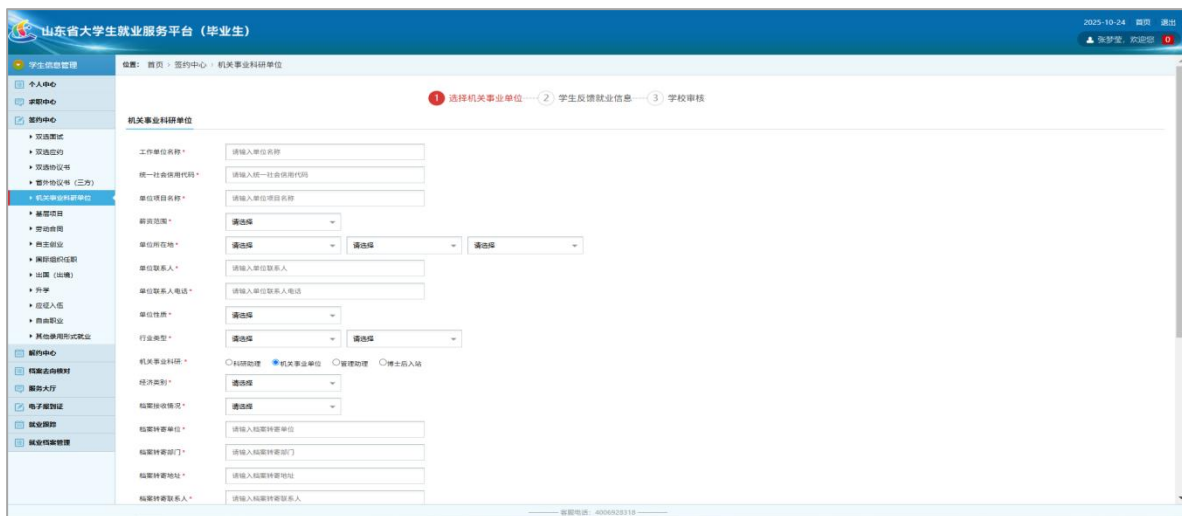 山东省大学生就业服务平台（毕业生）
2025-10-24 首页 退出
张梦莹，欢迎您 0
学生信息管理
位置： 首页 › 签约中心 › 机关事业科研单位
个人中心
求职中心
签约中心
双选面试
双选应约
双选协议书
省外协议书（三方）
机关事业科研单位
基层项目
劳动合同
自主创业
国际组织任职
出国（出境）
升学
应征入伍
自由职业
其他录用形式就业
解约中心
档案去向核对
服务大厅
电子报到证
就业跟踪
就业档案管理
1 选择机关事业单位 2 学生反馈就业信息 3 学校审核
机关事业科研单位
工作单位名称* 请输入单位名称
统一社会信用代码* 请输入统一社会信用代码
单位项目名称* 请输入单位项目名称
薪资范围* 请选择
单位所在地* 请选择 请选择 请选择
单位联系人* 请输入单位联系人
单位联系人电话* 请输入单位联系人电话
单位性质* 请选择
行业类型* 请选择 请选择
机关事业科研* 科研助理 机关事业单位 管理助理 博士后入站
经济类别* 请选择
档案接收情况* 请选择
档案转寄单位* 请输入档案转寄单位
档案转寄部门* 请输入档案转寄部门
档案转寄地址* 请输入档案转寄地址
档案转寄联系人* 请输入档案转寄联系人
客服电话：4006920318